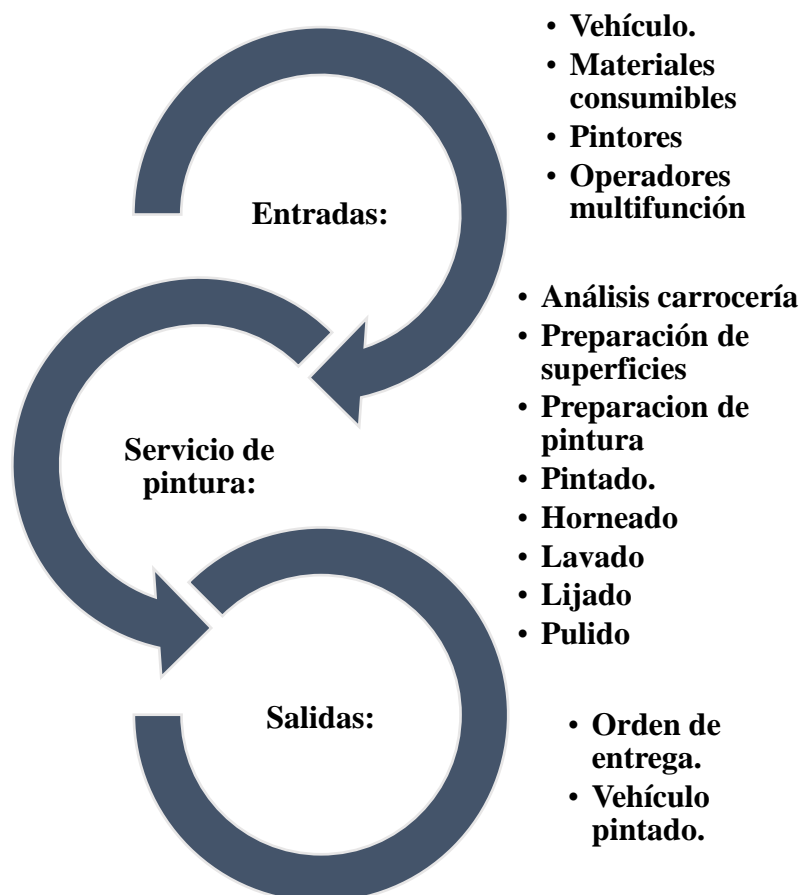 Entradas:
• Vehículo.
• Materiales
consumibles
• Pintores
• Operadores
multifunción
Servicio de
pintura:
• Análisis carrocería
• Preparación de
superficies
• Preparacion de
pintura
• Pintado.
• Horneado
• Lavado
• Lijado
• Pulido
Salidas:
• Orden de
entrega.
• Vehículo
pintado.